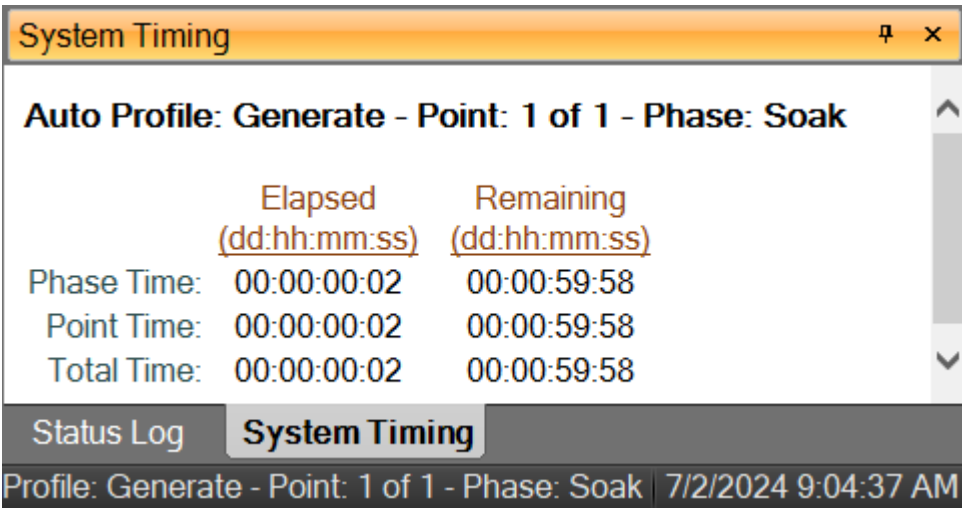 System Timing
Auto Profile: Generate - Point: 1 of 1 - Phase: Soak
Elapsed Remaining
(dd:hh:mm:ss) (dd:hh:mm:ss)
Phase Time: 00:00:00:02 00:00:59:58
Point Time: 00:00:00:02 00:00:59:58
Total Time: 00:00:00:02 00:00:59:58
Status Log System Timing
Profile: Generate - Point: 1 of 1 - Phase: Soak 7/2/2024 9:04:37 AM